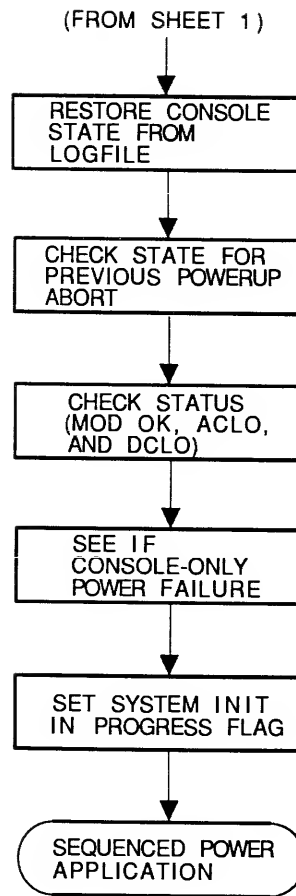 (FROM SHEET 1)
RESTORE CONSOLE
STATE FROM
LOGFILE
CHECK STATE FOR
PREVIOUS POWERUP
ABORT
CHECK STATUS
(MOD OK, ACLO,
AND DCLO)
SEE IF
CONSOLE-ONLY
POWER FAILURE
SET SYSTEM INIT
IN PROGRESS FLAG
SEQUENCED POWER
APPLICATION